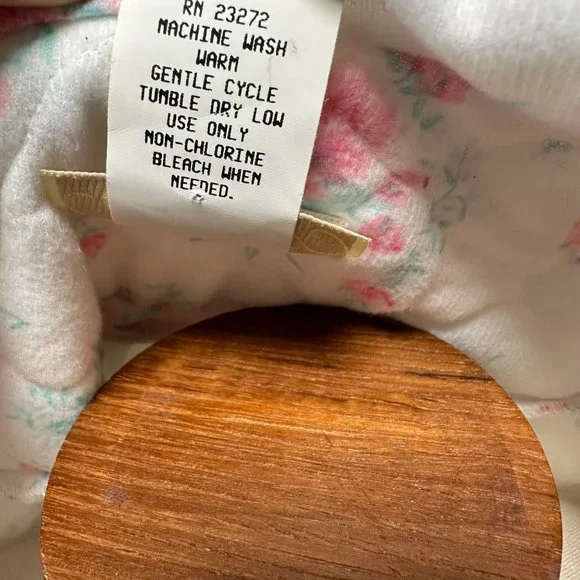 RN 23272
MACHINE WASH
WARM
GENTLE CYCLE
TUMBLE DRY LOW
USE ONLY
NON-CHLORINE
BLEACH WHEN
NEEDED.